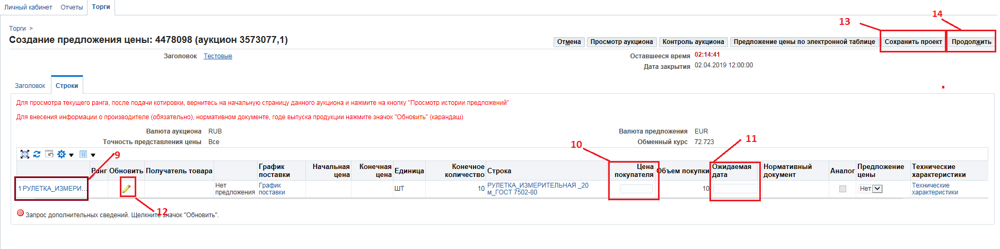 Личный кабинет Отчеты Торги
14
13
Торги >
Создание предложения цены: 4478098 (аукцион 3573077,1)
Отмена Просмотр аукциона Контроль аукциона Предложение цены по электронной таблице Сохранить проект Продолжить
Заголовок Тестовые
Оставшееся время 02:14:41
Дата закрытия 02.04.2019 12:00:00
Заголовок Строки
Для просмотра текущего ранга, после подачи котировки, вернитесь на начальную страницу данного аукциона и нажмите на кнопку "Просмотр истории предложений"
Для внесения информации о производителе (обязательно), нормативном документе, годе выпуска продукции нажмите значок "Обновить" (карандаш)
Валюта аукциона RUB
Валюта предложения EUR
Точность представления цены Все
Обменный курс 72.723
9
10
11
Ранг Обновить Получатель товара График поставки Начальная цена Конечная цена Единица Конечное количество Строка Цена покупателя Объем покупки Ожидаемая дата Нормативный документ Аналог Предложение цены Технические характеристики
1 РУЛЕТКА_ИЗМЕРИ... Нет предложения График поставки ШТ 10 РУЛЕТКА_ИЗМЕРИТЕЛЬНАЯ _20 м_ГОСТ 7502-80 10 Нет Технические характеристики
12
Запрос дополнительных сведений. Щелкните значок "Обновить".